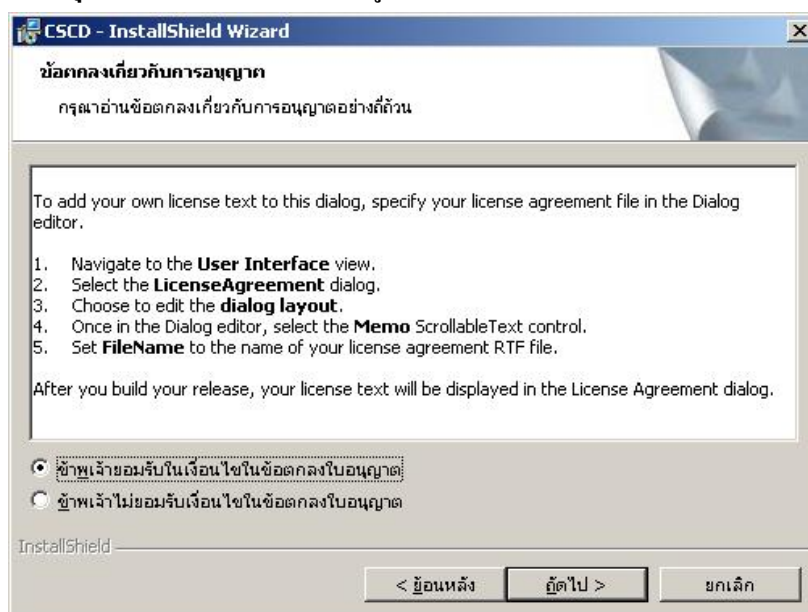 CSCD - InstallShield Wizard
ข้อตกลงเกี่ยวกับการอนุญาต
กรุณาอ่านข้อตกลงเกี่ยวกับการอนุญาตอย่างถี่ถ้วน
To add your own license text to this dialog, specify your license agreement file in the Dialog
editor.
1. Navigate to the User Interface view.
2. Select the LicenseAgreement dialog.
3. Choose to edit the dialog layout.
4. Once in the Dialog editor, select the Memo ScrollableText control.
5. Set FileName to the name of your license agreement RTF file.
After you build your release, your license text will be displayed in the License Agreement dialog.
ข้าพเจ้ายอมรับในเงื่อนไขในข้อตกลงใบอนุญาต
ข้าพเจ้าไม่ยอมรับเงื่อนไขในข้อตกลงใบอนุญาต
InstallShield
< ย้อนหลัง ถัดไป > ยกเลิก